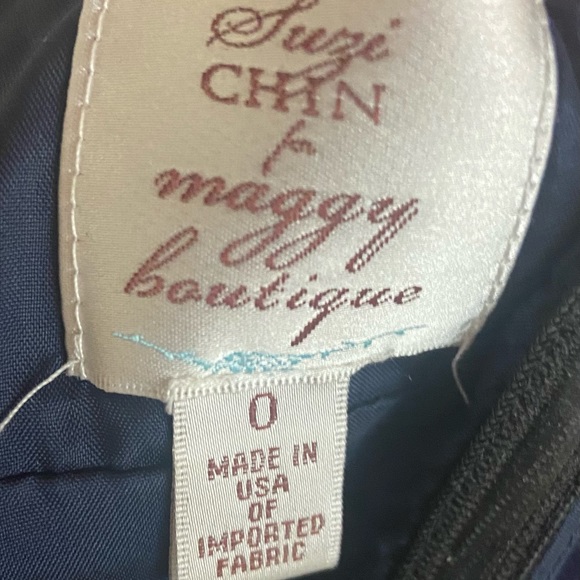 Suzi
CHIN
for
maggy
boutique
0
MADE IN
USA
OF
IMPORTED
FABRIC